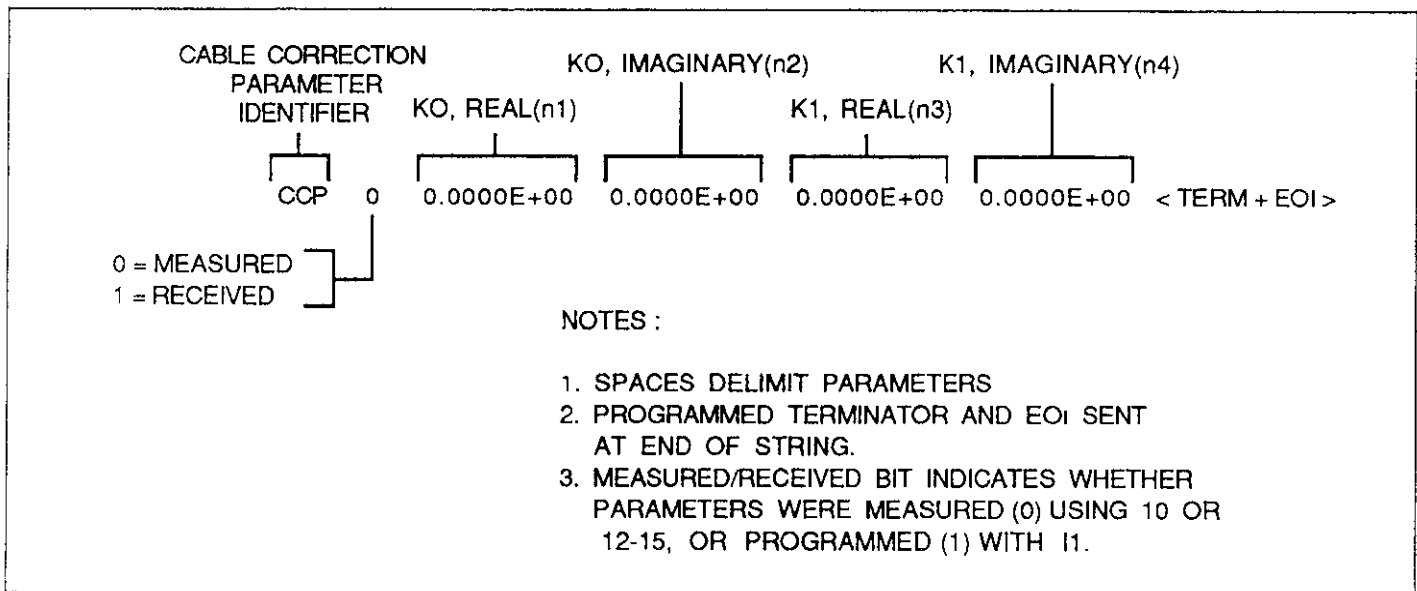 CABLE CORRECTION
PARAMETER
IDENTIFIER
KO, REAL(n1)
KO, IMAGINARY(n2)
K1, REAL(n3)
K1, IMAGINARY(n4)
CCP 0 0.0000E+00 0.0000E+00 0.0000E+00 0.0000E+00 < TERM + EOI >
0 = MEASURED
1 = RECEIVED
NOTES :
1. SPACES DELIMIT PARAMETERS
2. PROGRAMMED TERMINATOR AND EOI SENT
AT END OF STRING.
3. MEASURED/RECEIVED BIT INDICATES WHETHER
PARAMETERS WERE MEASURED (0) USING 10 OR
12-15, OR PROGRAMMED (1) WITH I1.